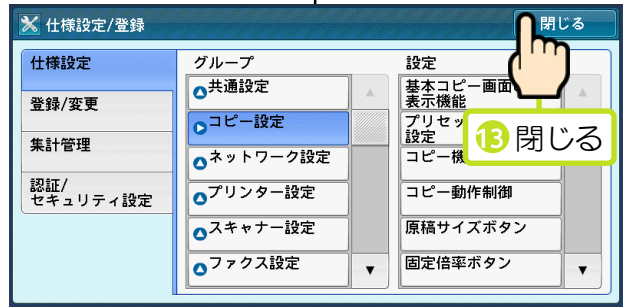 仕様設定/登録
閉じる
仕様設定
登録/変更
集計管理
認証/
セキュリティ設定
グループ
共通設定
コピー設定
ネットワーク設定
プリンター設定
スキャナー設定
ファクス設定
設定
基本コピー画面
表示機能
プリセッ
設定
コピー機
コピー動作制御
原稿サイズボタン
固定倍率ボタン
13 閉じる